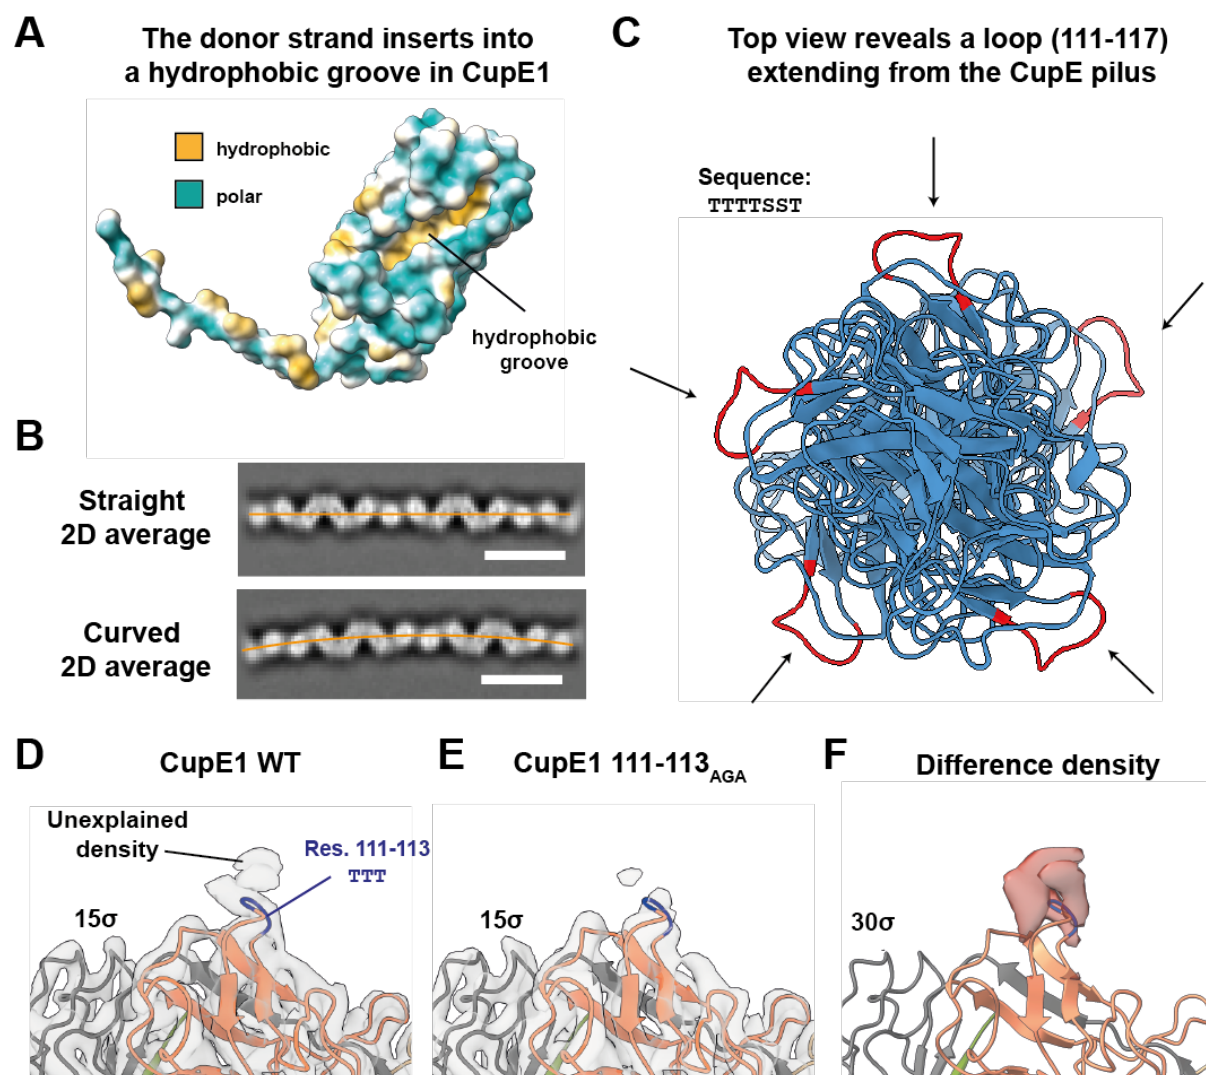 A
The donor strand inserts into
a hydrophobic groove in CupE1
hydrophobic
polar
hydrophobic
groove
B
Straight
2D average
Curved
2D average
C
Top view reveals a loop (111-117)
extending from the CupE pilus
Sequence:
TTTTSST
D
CupE1 WT
Unexplained
density
Res. 111-113
TTT
15σ
E
CupE1 111-113AGA
15σ
F
Difference density
30σ